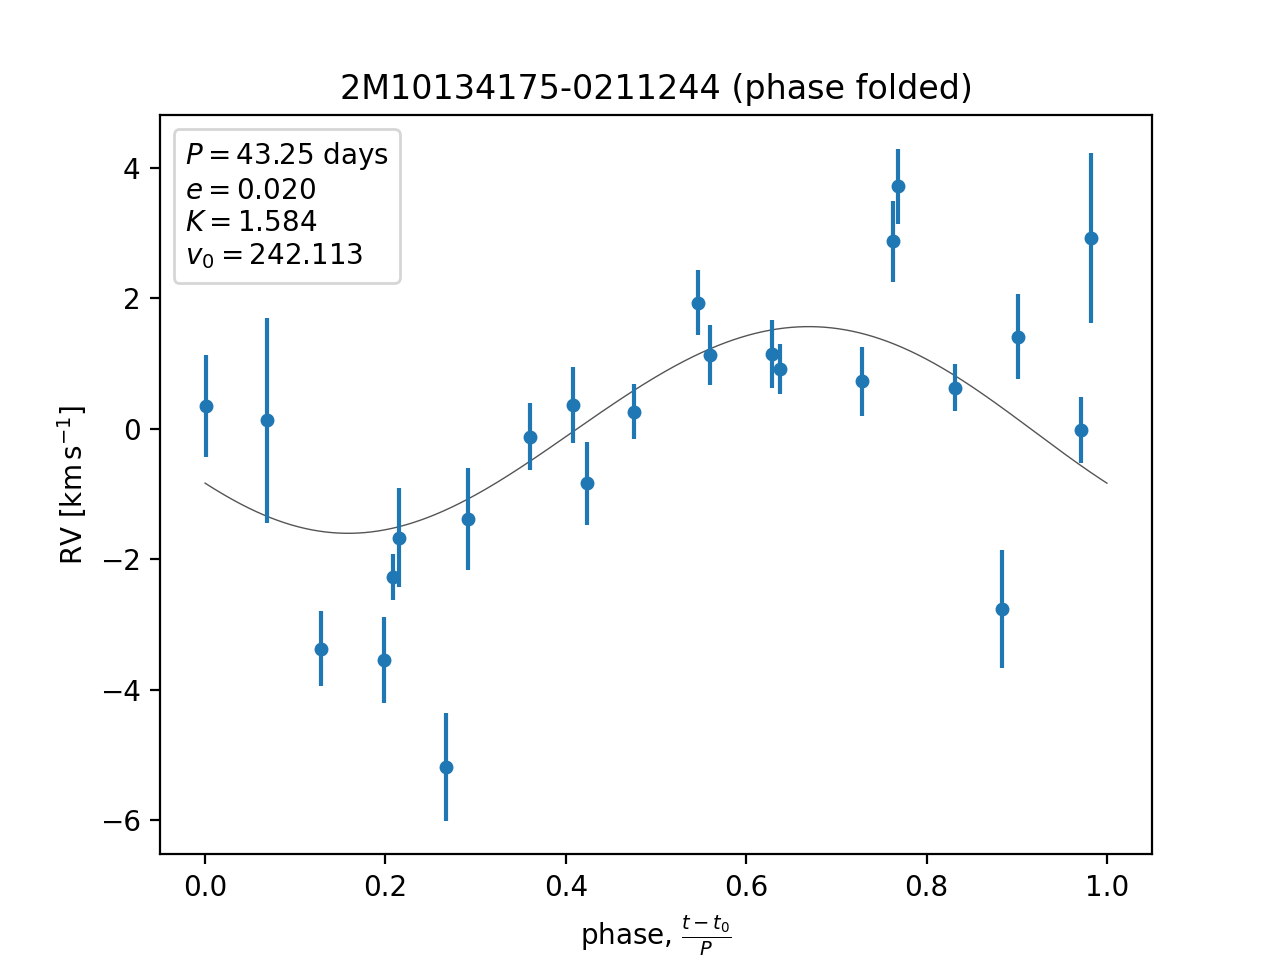 2M10134175-0211244 (phase folded)
P = 43.25 days
e = 0.020
K = 1.584
v₀ = 242.113
RV [km s⁻¹]
4
2
0
−2
−4
−6
0.0 0.2 0.4 0.6 0.8 1.0
phase, (t − t₀)/P